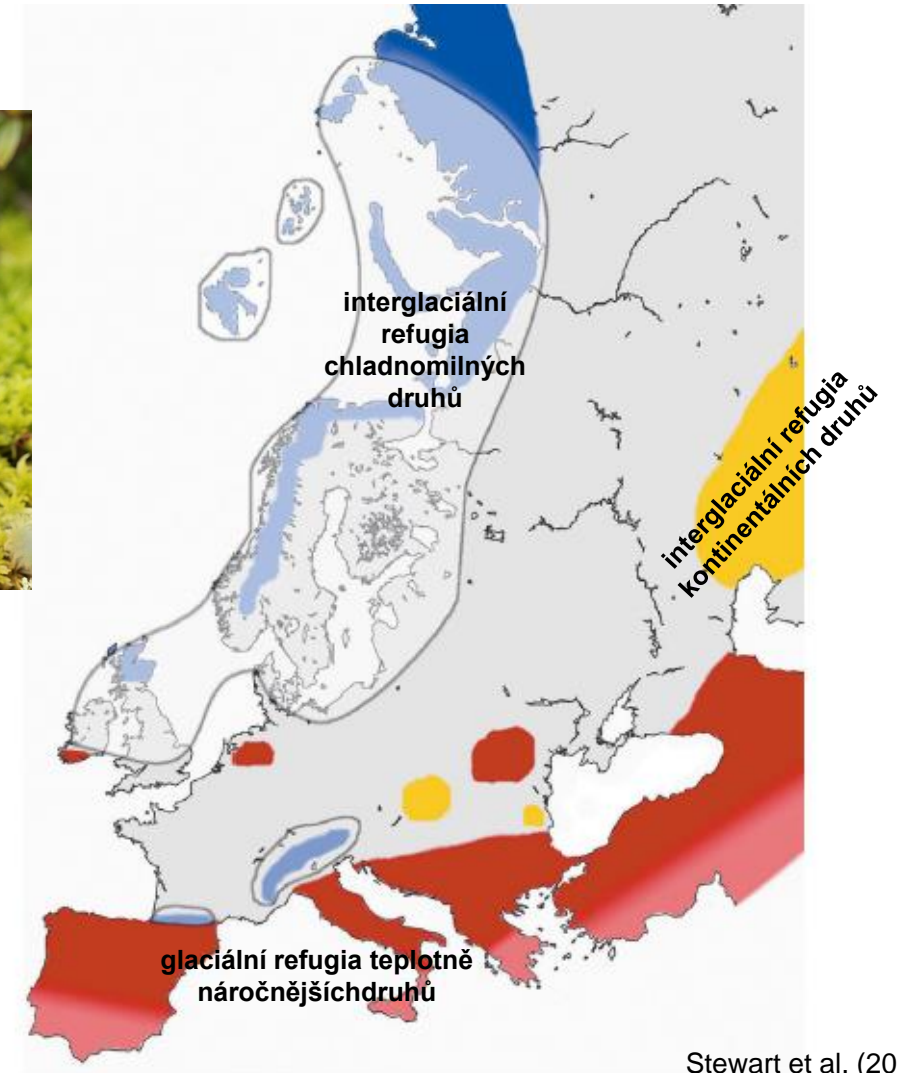 interglaciální
refugia
chladnomilných
druhů
interglaciální refugia
kontinentálních druhů
glaciální refugia teplotně
náročnějšíchdruhů
Stewart et al. (20